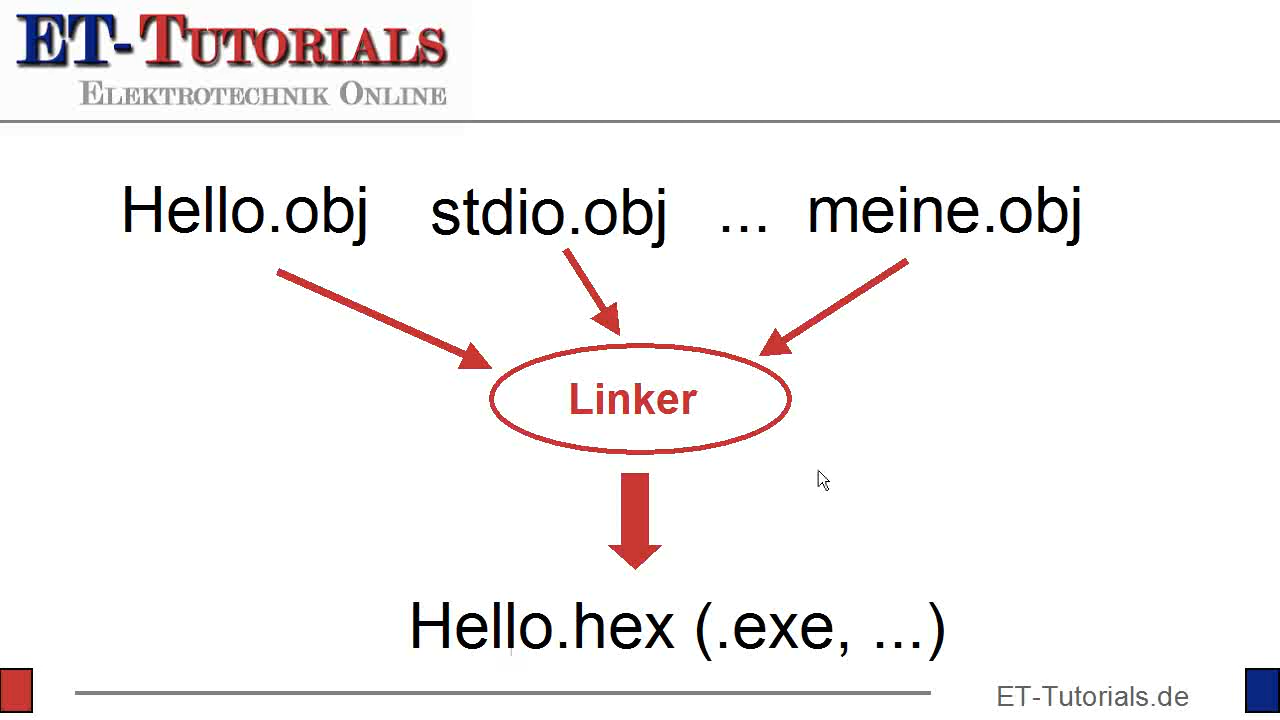 ET-Tutorials
Elektrotechnik Online
Hello.obj stdio.obj ... meine.obj
Linker
Hello.hex (.exe, ...)
ET-Tutorials.de